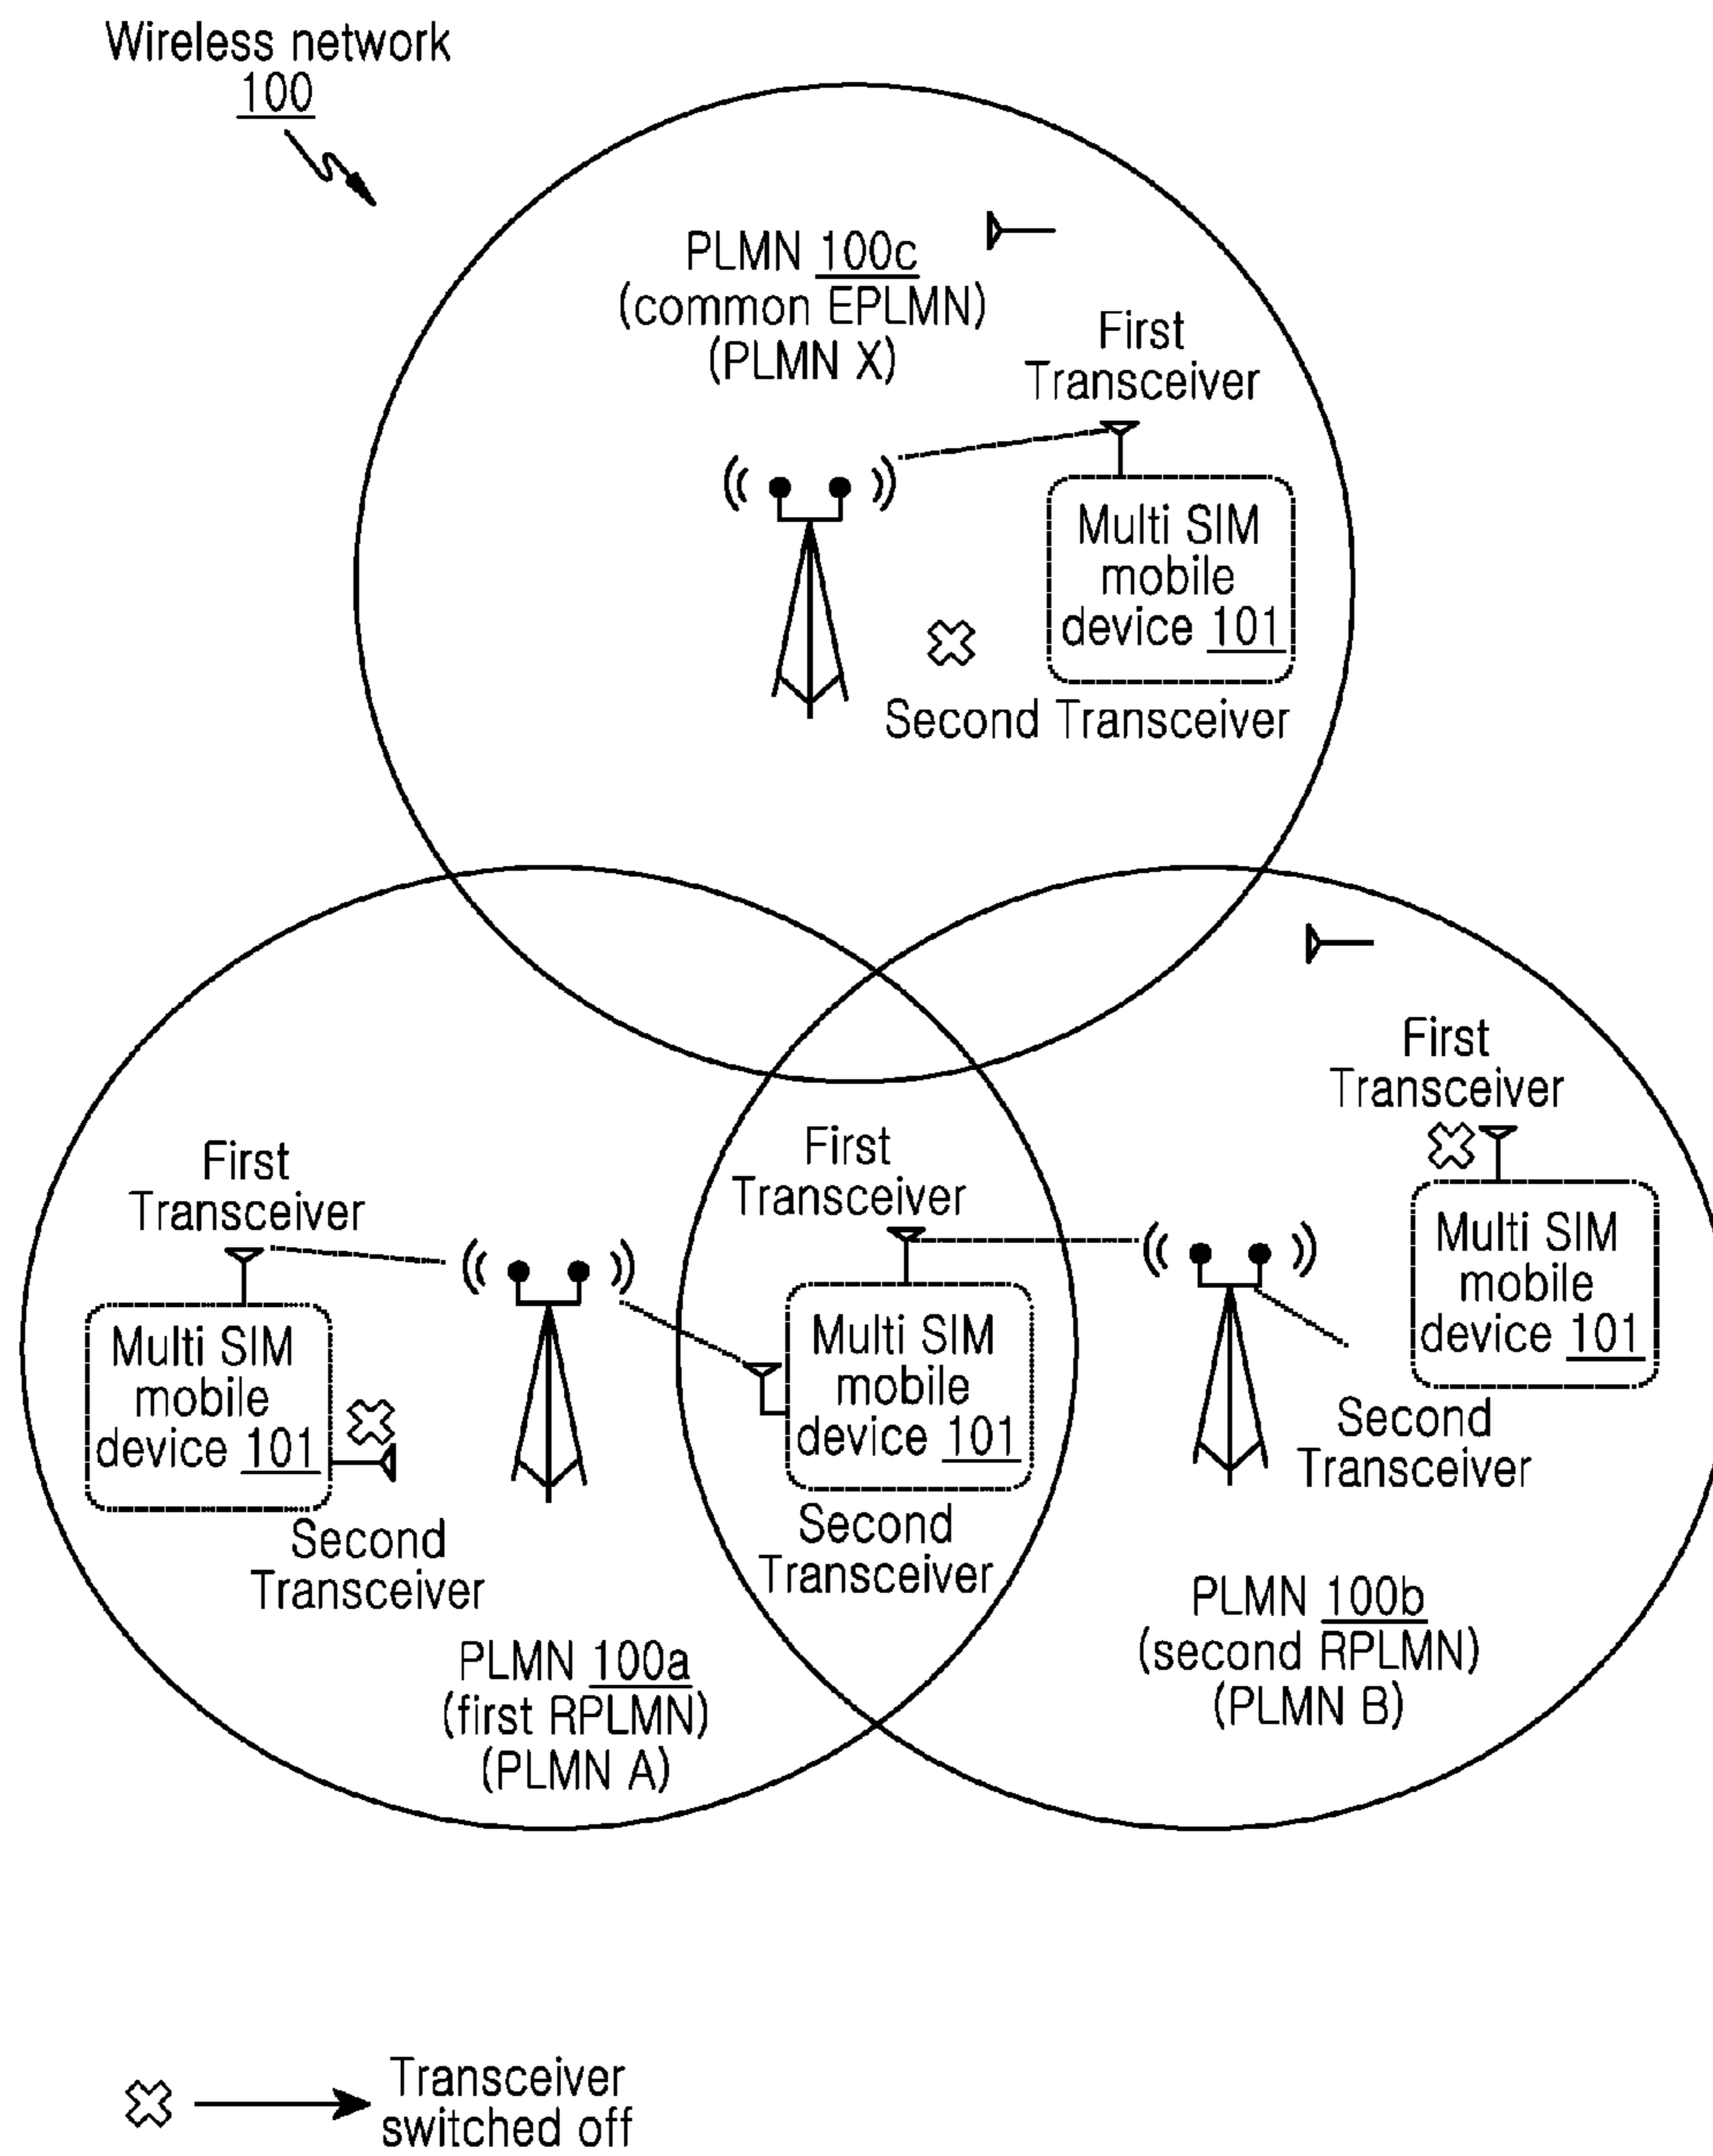 Wireless network
100
PLMN 100c
(common EPLMN)
(PLMN X)
First
Transceiver
Multi SIM
mobile
device 101
Second Transceiver
First
Transceiver
Multi SIM
mobile
device 101
Second
Transceiver
PLMN 100a
(first RPLMN)
(PLMN A)
First
Transceiver
Multi SIM
mobile
device 101
Second
Transceiver
First
Transceiver
Multi SIM
mobile
device 101
Second
Transceiver
PLMN 100b
(second RPLMN)
(PLMN B)
Transceiver
switched off